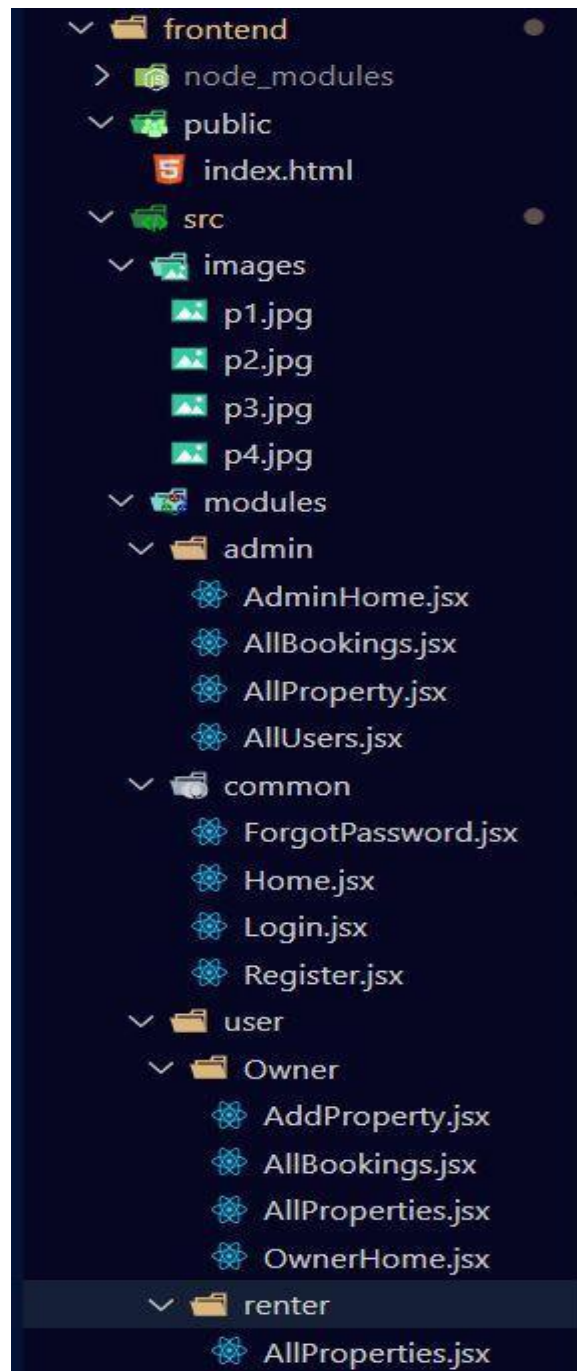 frontend
node_modules
public
index.html
src
images
p1.jpg
p2.jpg
p3.jpg
p4.jpg
modules
admin
AdminHome.jsx
AllBookings.jsx
AllProperty.jsx
AllUsers.jsx
common
ForgotPassword.jsx
Home.jsx
Login.jsx
Register.jsx
user
Owner
AddProperty.jsx
AllBookings.jsx
AllProperties.jsx
OwnerHome.jsx
renter
AllProperties.jsx